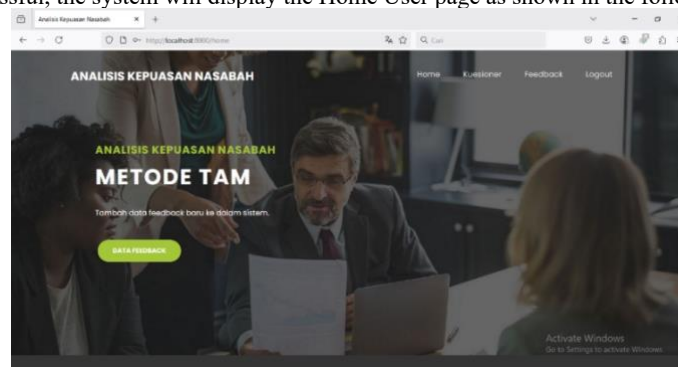 ssful, the system will display the Home User page as shown in the follo
Analisis Kepuasan Nasabah
localhost
Cari
ANALISIS KEPUASAN NASABAH
Home Kuesioner Feedback Logout
ANALISIS KEPUASAN NASABAH
METODE TAM
Tambah data feedback baru ke dalam sistem.
DATA FEEDBACK
Activate Windows
Go to Settings to activate Windows.